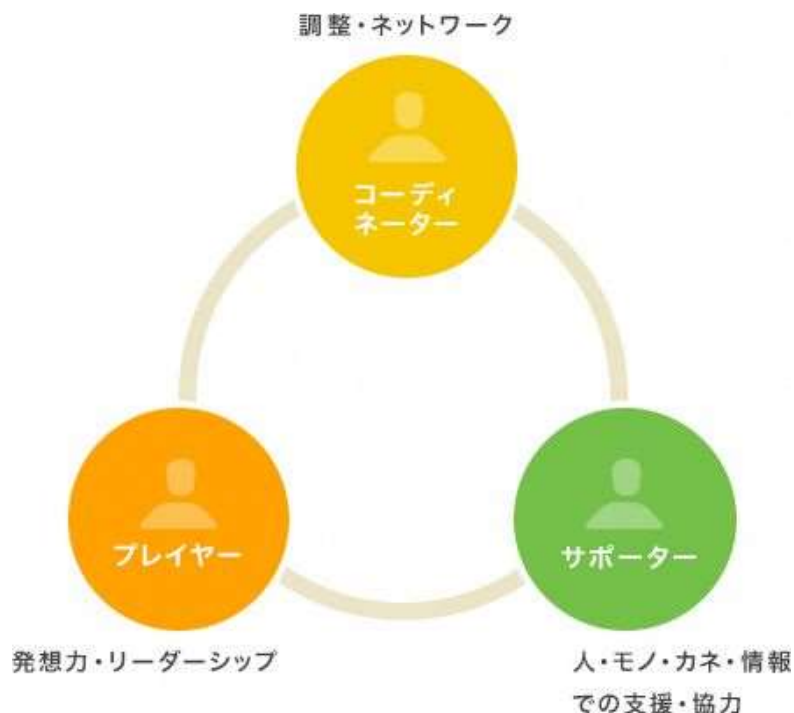 調整・ネットワーク
コーディ
ネーター
プレイヤー
サポーター
発想力・リーダーシップ
人・モノ・カネ・情報
での支援・協力